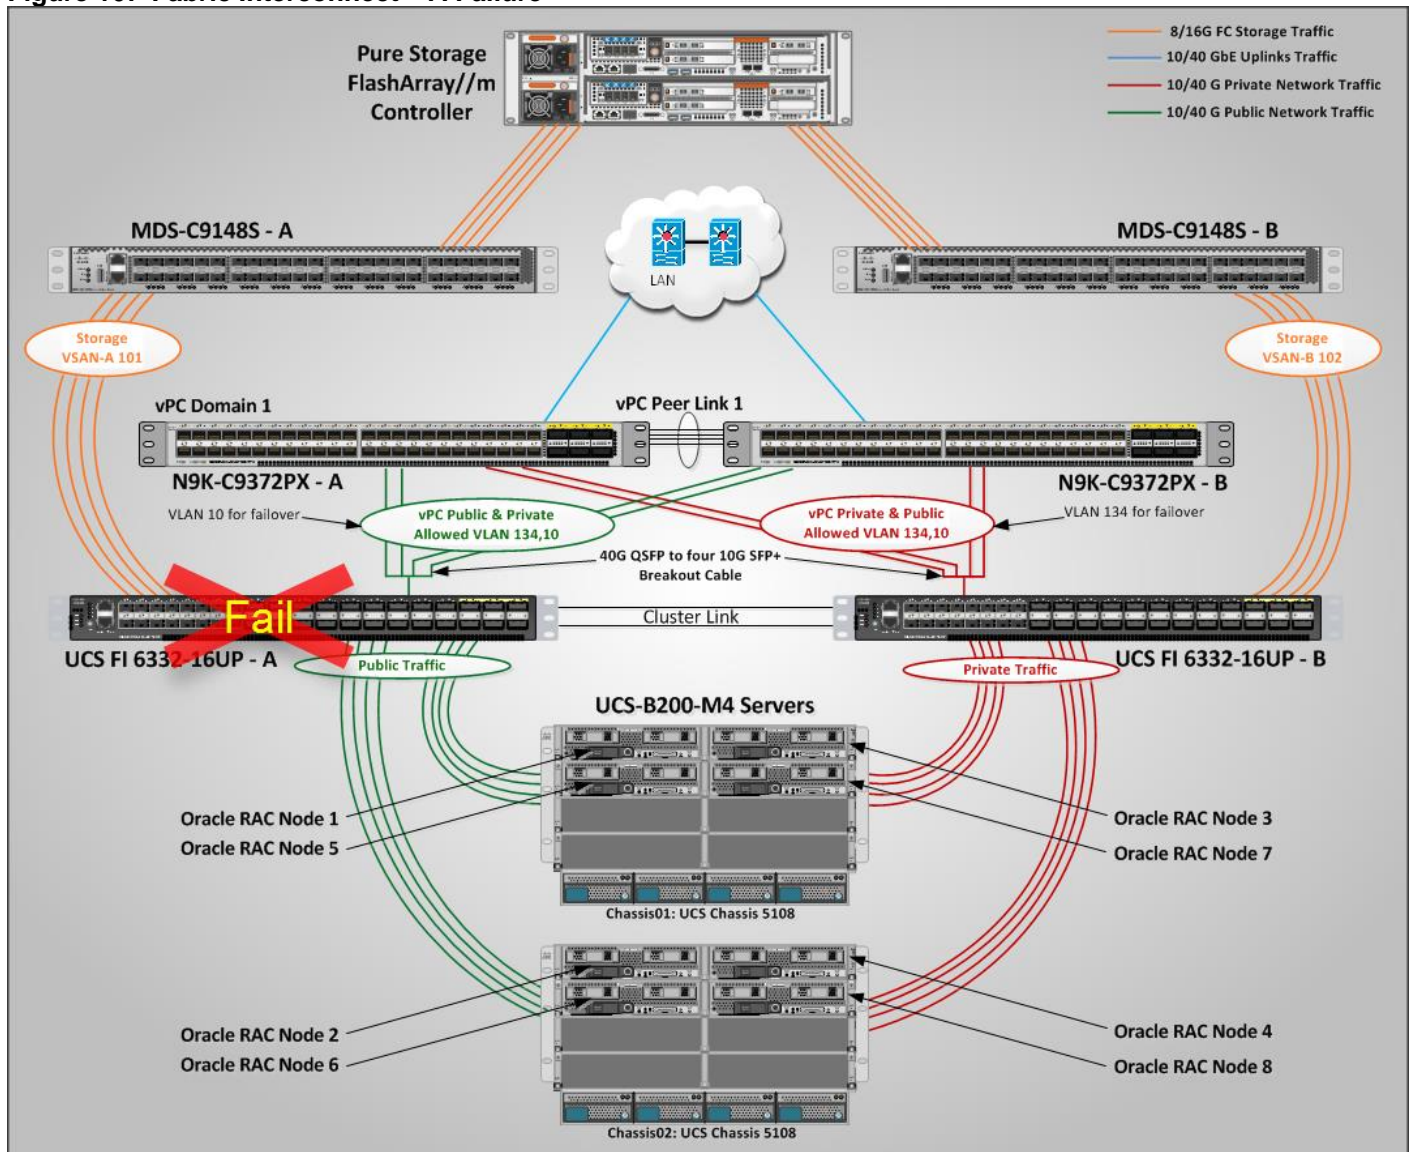 Figure 107 Fabric Interconnect - A Failure
Pure Storage
FlashArray//m
Controller
8/16G FC Storage Traffic
10/40 GbE Uplinks Traffic
10/40 G Private Network Traffic
10/40 G Public Network Traffic
MDS-C9148S - A
MDS-C9148S - B
LAN
Storage
VSAN-A 101
Storage
VSAN-B 102
vPC Domain 1
vPC Peer Link 1
N9K-C9372PX - A
N9K-C9372PX - B
VLAN 10 for failover
vPC Public & Private
Allowed VLAN 134,10
vPC Private & Public
Allowed VLAN 134,10
VLAN 134 for failover
40G QSFP to four 10G SFP+
Breakout Cable
Fail
Cluster Link
UCS FI 6332-16UP - A
Public Traffic
Private Traffic
UCS FI 6332-16UP - B
UCS-B200-M4 Servers
Oracle RAC Node 1
Oracle RAC Node 5
Oracle RAC Node 3
Oracle RAC Node 7
Chassis01: UCS Chassis 5108
Oracle RAC Node 2
Oracle RAC Node 6
Oracle RAC Node 4
Oracle RAC Node 8
Chassis02: UCS Chassis 5108